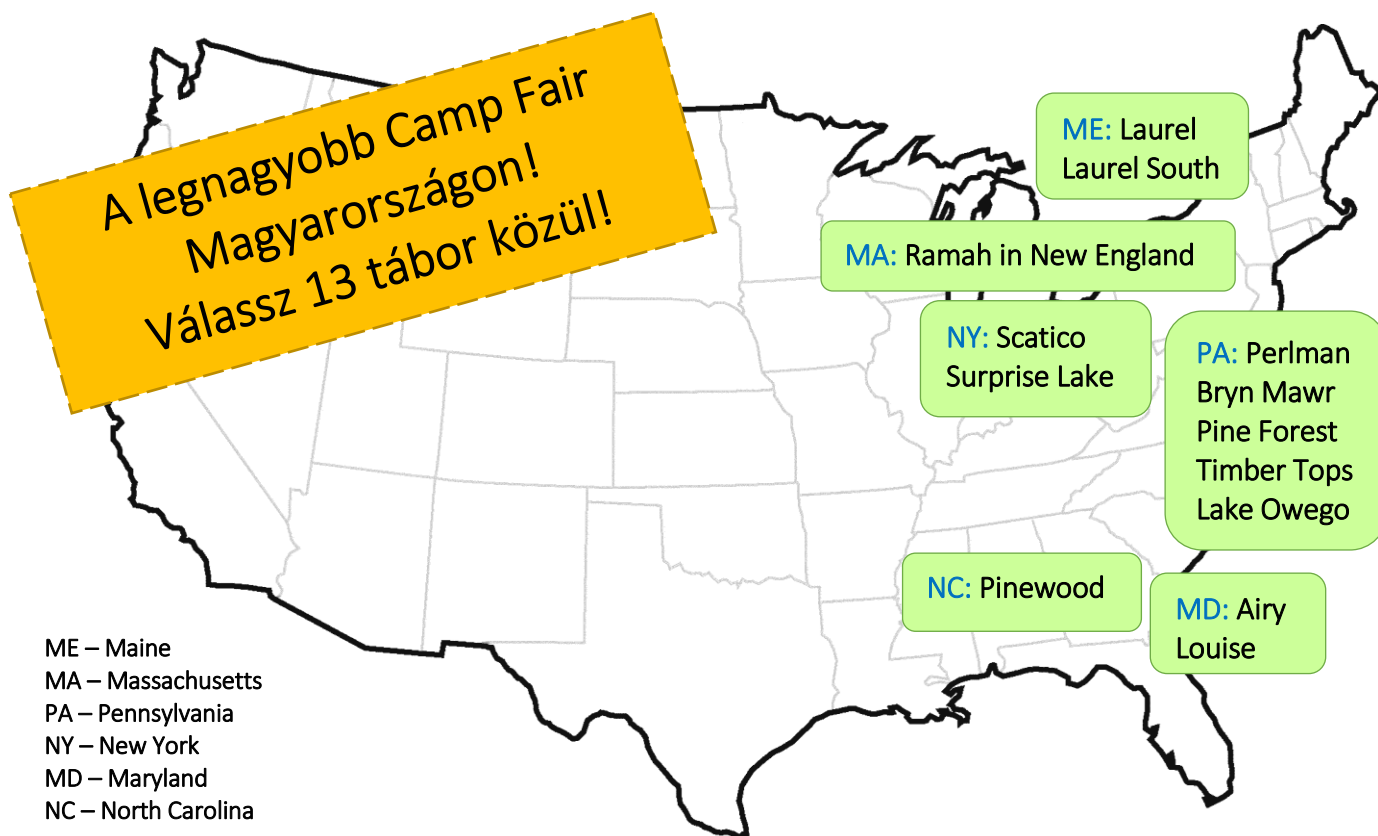 A legnagyobb Camp Fair
Magyarországon!
Válassz 13 tábor közül!
ME: Laurel
Laurel South
MA: Ramah in New England
NY: Scatico
Surprise Lake
PA: Perlman
Bryn Mawr
Pine Forest
Timber Tops
Lake Owego
NC: Pinewood
MD: Airy
Louise
ME – Maine
MA – Massachusetts
PA – Pennsylvania
NY – New York
MD – Maryland
NC – North Carolina